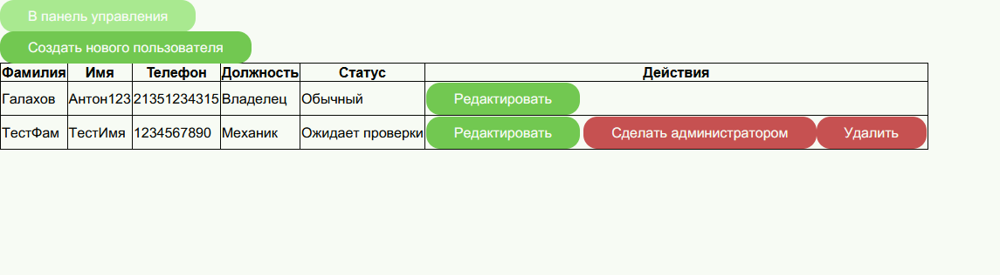 В панель управления
Создать нового пользователя
Фамилия Имя Телефон Должность Статус Действия
Галахов Антон123 21351234315 Владелец Обычный Редактировать
ТестФам ТестИмя 1234567890 Механик Ожидает проверки Редактировать Сделать администратором Удалить